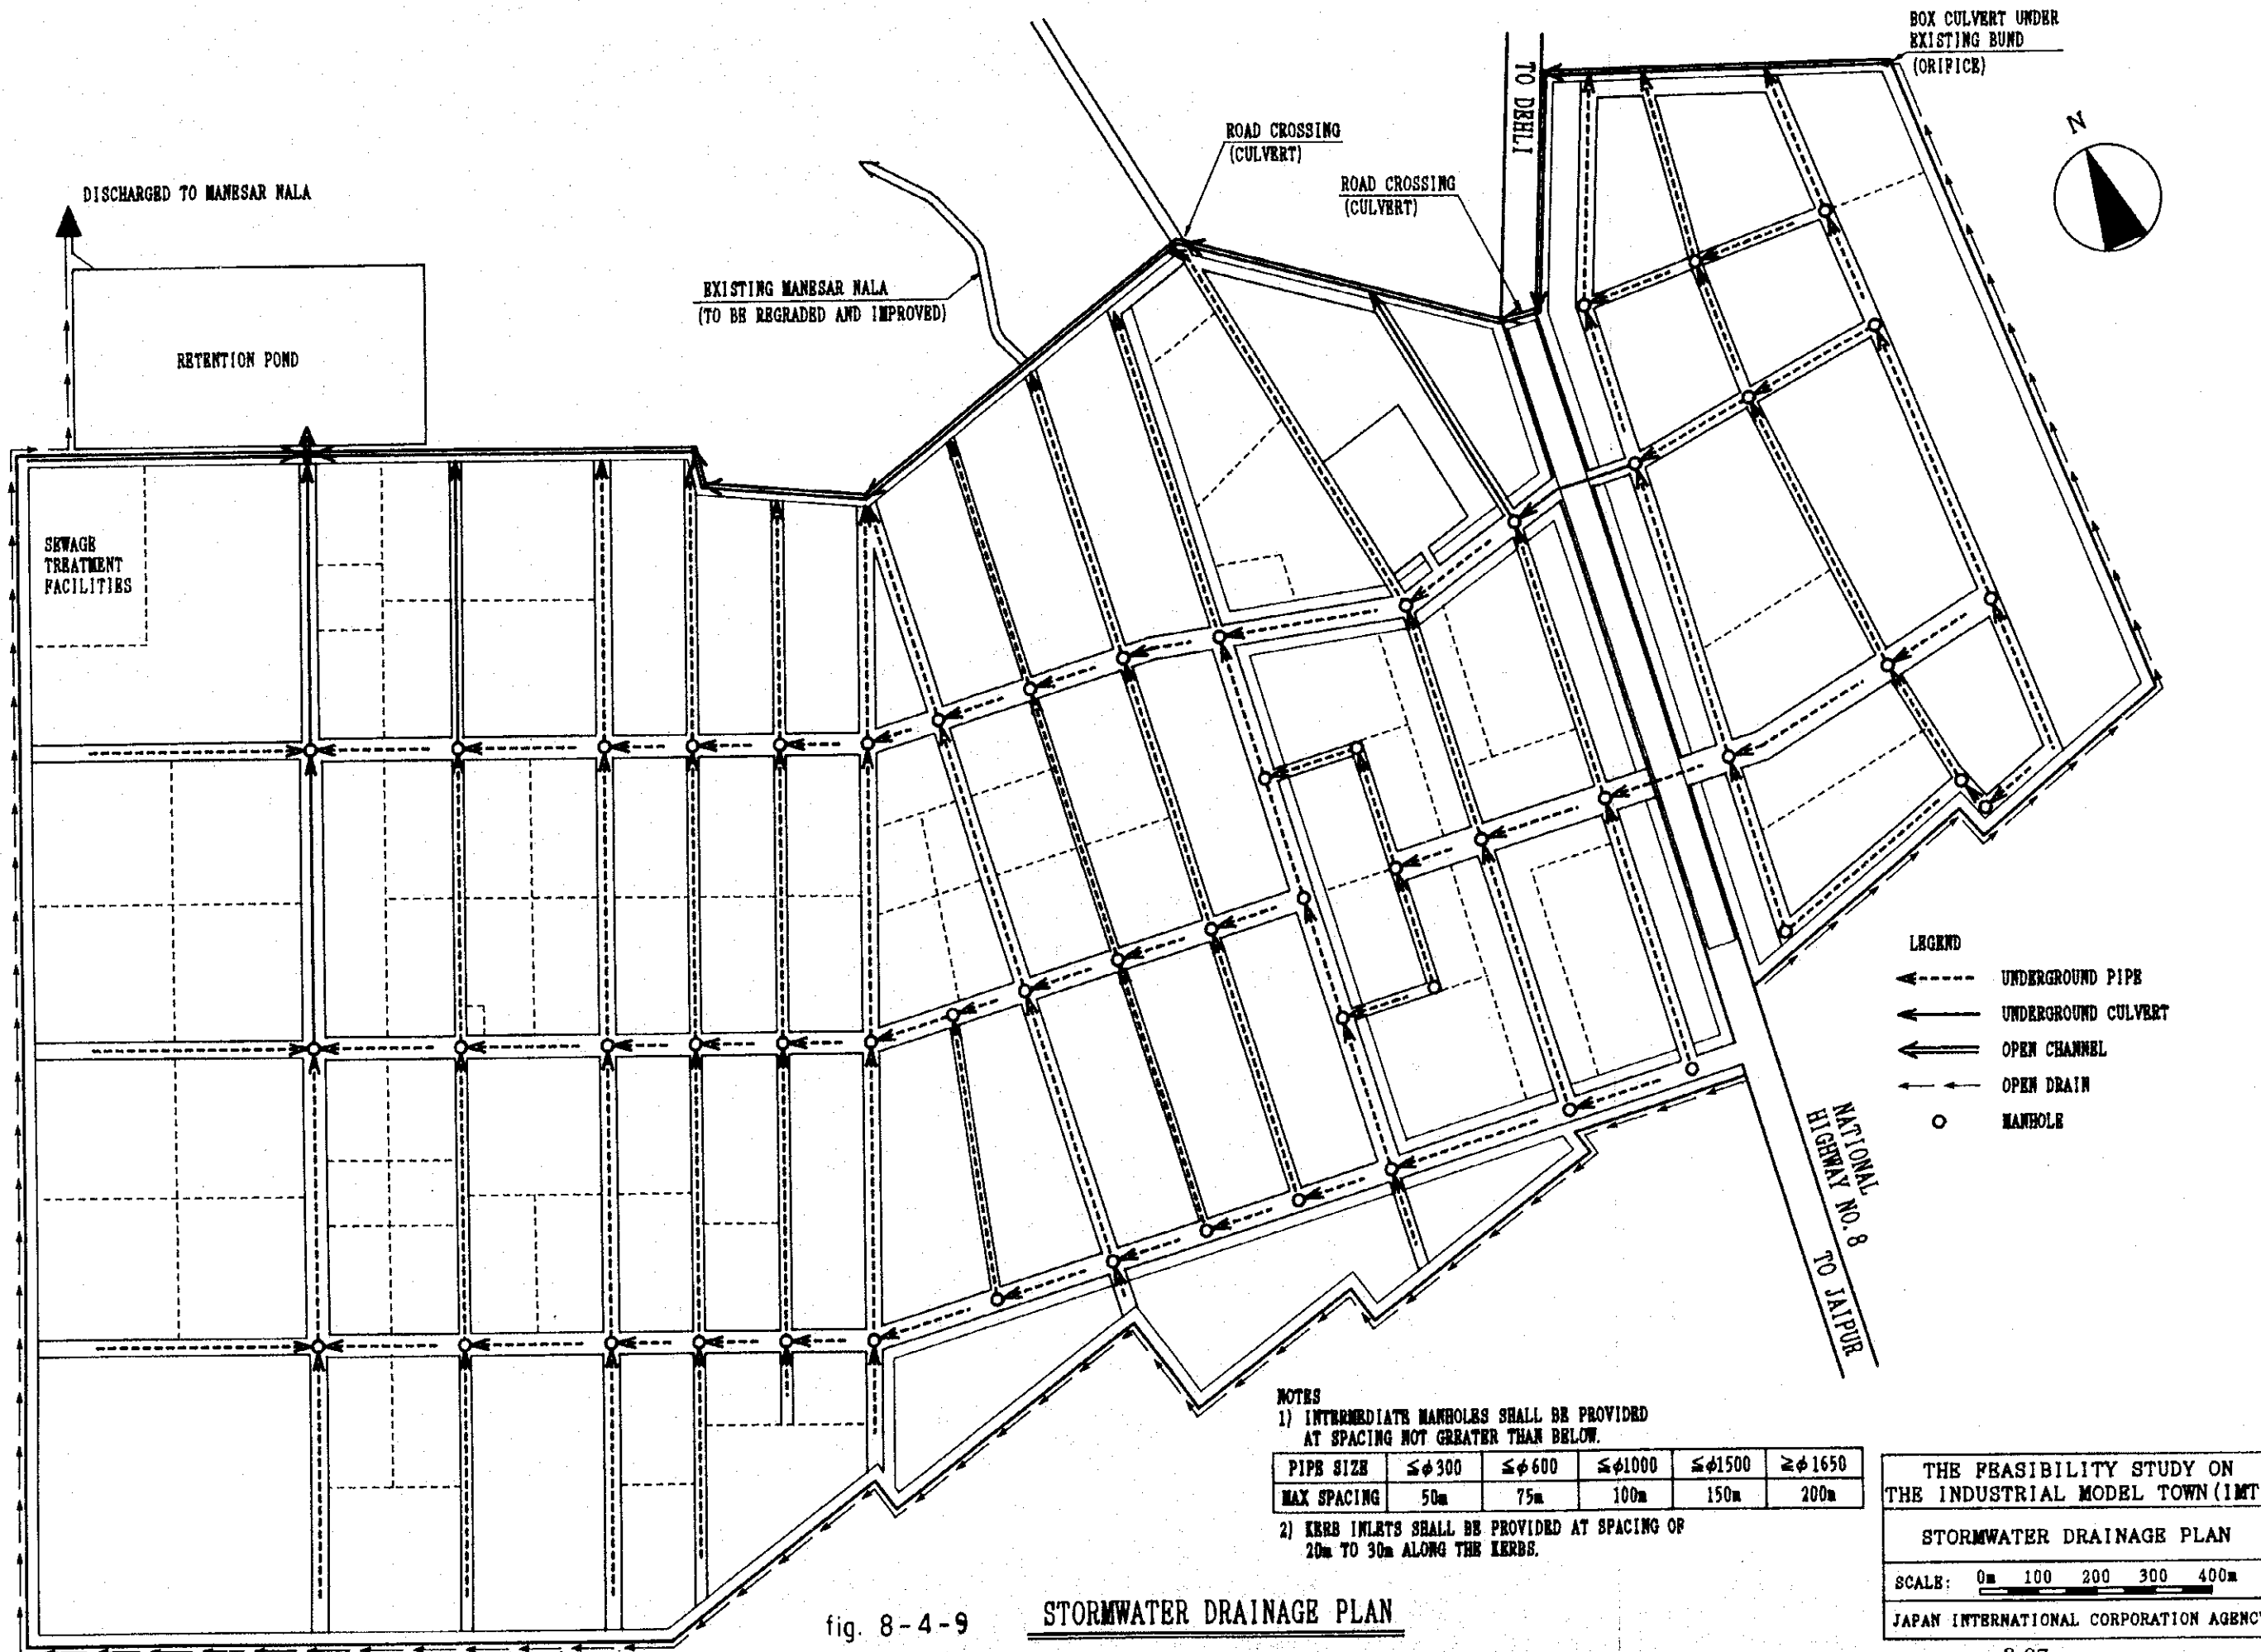 BOX CULVERT UNDER
EXISTING BUND
(ORIFICE)
TO DEHLI
N
ROAD CROSSING
(CULVERT)
ROAD CROSSING
(CULVERT)
DISCHARGED TO MANESAR NALA
EXISTING MANESAR NALA
(TO BE REGRADED AND IMPROVED)
RETENTION POND
SEWAGE
TREATMENT
FACILITIES
LEGEND
UNDERGROUND PIPE
UNDERGROUND CULVERT
OPEN CHANNEL
OPEN DRAIN
MANHOLE
NATIONAL
HIGHWAY NO. 8
TO JAIPUR
NOTES
1) INTERMEDIATE MANHOLES SHALL BE PROVIDED
AT SPACING NOT GREATER THAN BELOW.
PIPE SIZE ≦φ300 ≦φ600 ≦φ1000 ≦φ1500 ≧φ1650
MAX SPACING 50m 75m 100m 150m 200m
2) KERB INLETS SHALL BE PROVIDED AT SPACING OF
20m TO 30m ALONG THE KERBS.
THE FEASIBILITY STUDY ON
THE INDUSTRIAL MODEL TOWN (IMT
STORMWATER DRAINAGE PLAN
SCALE: 0m 100 200 300 400m
JAPAN INTERNATIONAL CORPORATION AGENCY
fig. 8-4-9 STORMWATER DRAINAGE PLAN